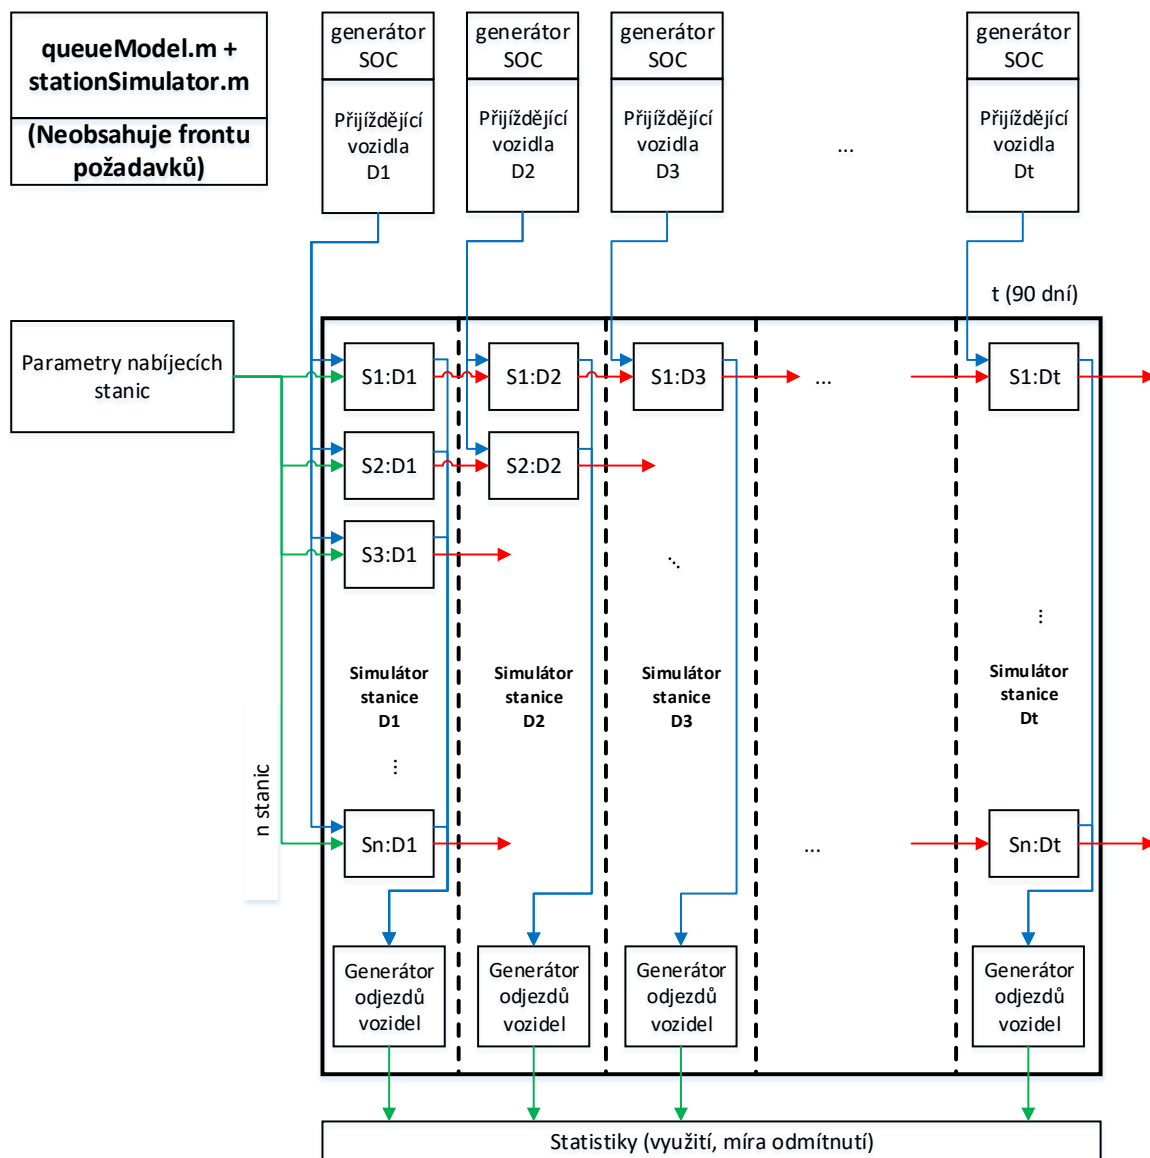 queueModel.m +
stationSimulator.m
(Neobsahuje frontu
požadavků)
generátor
SOC
Přijíždějící
vozidla
D1
generátor
SOC
Přijíždějící
vozidla
D2
generátor
SOC
Přijíždějící
vozidla
D3
...
generátor
SOC
Přijíždějící
vozidla
Dt
t (90 dní)
Parametry nabíjecích
stanic
S1:D1
S1:D2
S1:D3
...
S1:Dt
S2:D1
S2:D2
S3:D1
...
...
Simulátor
stanice
D1
Simulátor
stanice
D2
Simulátor
stanice
D3
Simulátor
stanice
Dt
...
n stanic
Sn:D1
...
Sn:Dt
Generátor
odjezdů
vozidel
Generátor
odjezdů
vozidel
Generátor
odjezdů
vozidel
Generátor
odjezdů
vozidel
Statistiky (využití, míra odmítnutí)